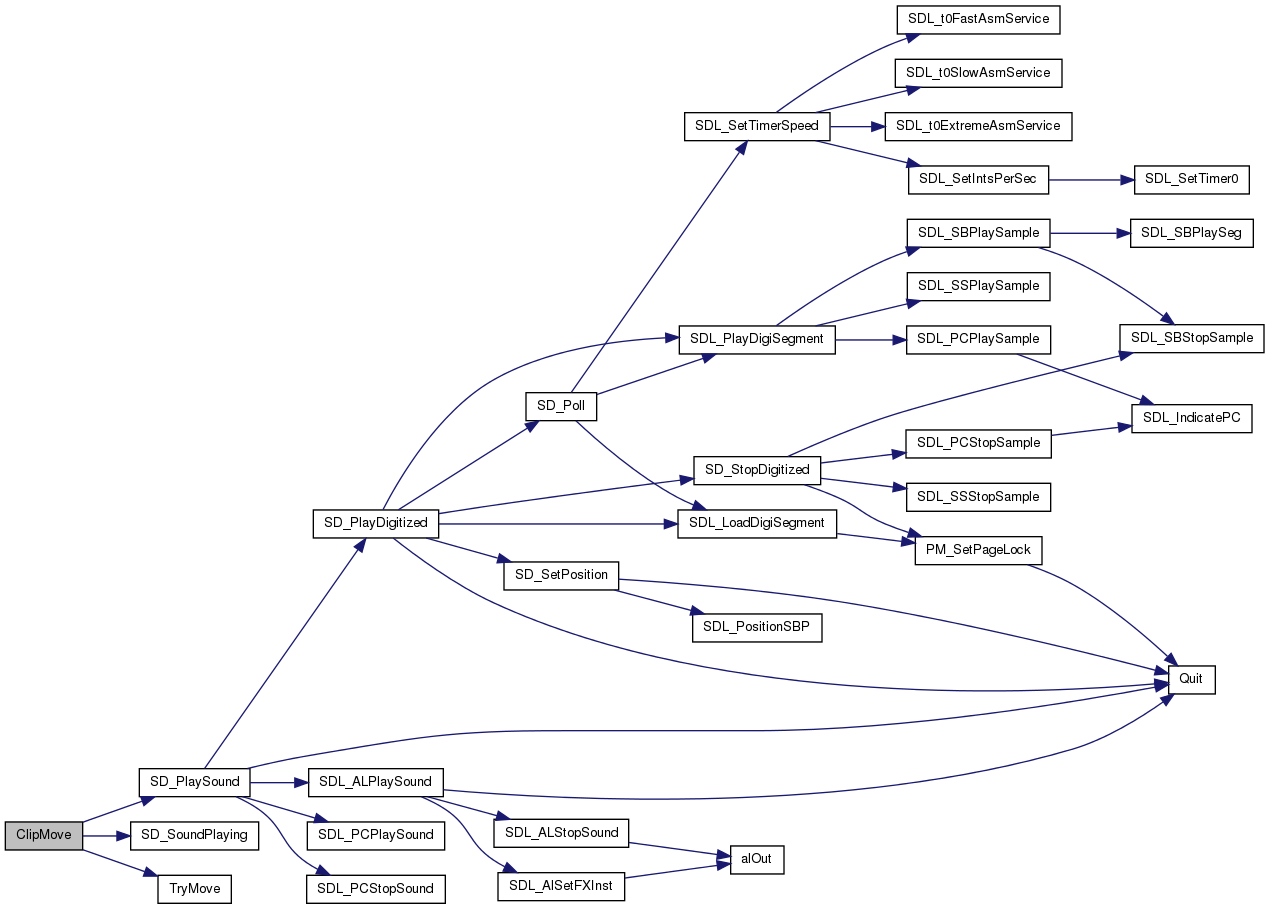 SDL_t0FastAsmService
SDL_t0SlowAsmService
SDL_SetTimerSpeed
SDL_t0ExtremeAsmService
SDL_SetIntsPerSec
SDL_SetTimer0
SDL_SBPlaySample
SDL_SBPlaySeg
SDL_SSPlaySample
SDL_PlayDigiSegment
SDL_PCPlaySample
SDL_SBStopSample
SD_Poll
SDL_IndicatePC
SDL_PCStopSample
SD_StopDigitized
SDL_SSStopSample
SD_PlayDigitized
SDL_LoadDigiSegment
PM_SetPageLock
SD_SetPosition
SDL_PositionSBP
Quit
SD_PlaySound
SDL_ALPlaySound
ClipMove
SD_SoundPlaying
SDL_PCPlaySound
SDL_ALStopSound
alOut
TryMove
SDL_PCStopSound
SDL_AlSetFXInst